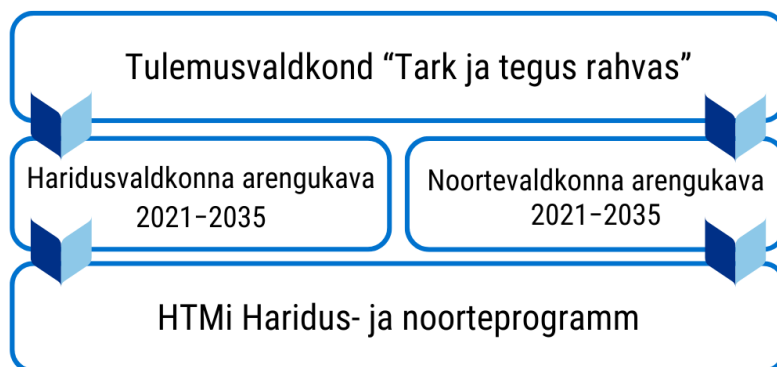 Tulemusvaldkond “Tark ja tegus rahvas”
Haridusvaldkonna arengukava
2021–2035
Noortevaldkonna arengukava
2021–2035
HTMi Haridus- ja noorteprogramm